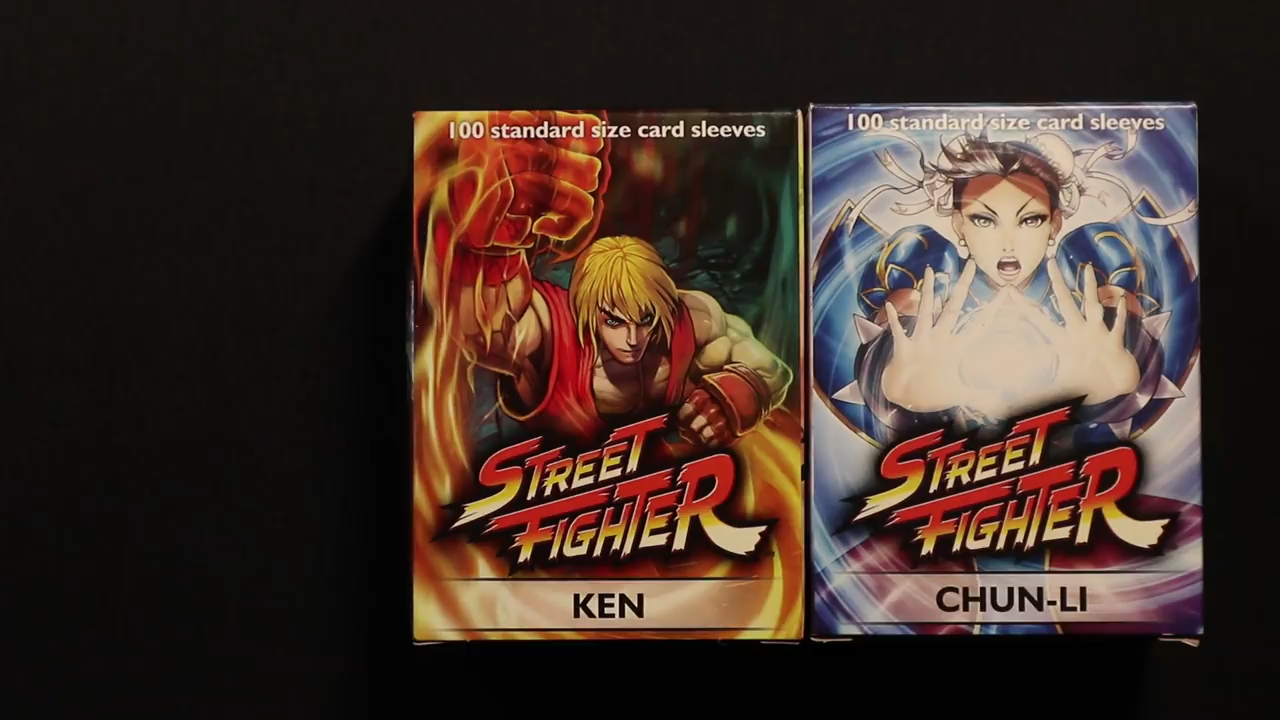 100 standard size card sleeves
STREET
FIGHTER
KEN
100 standard size card sleeves
STREET
FIGHTER
CHUN-LI